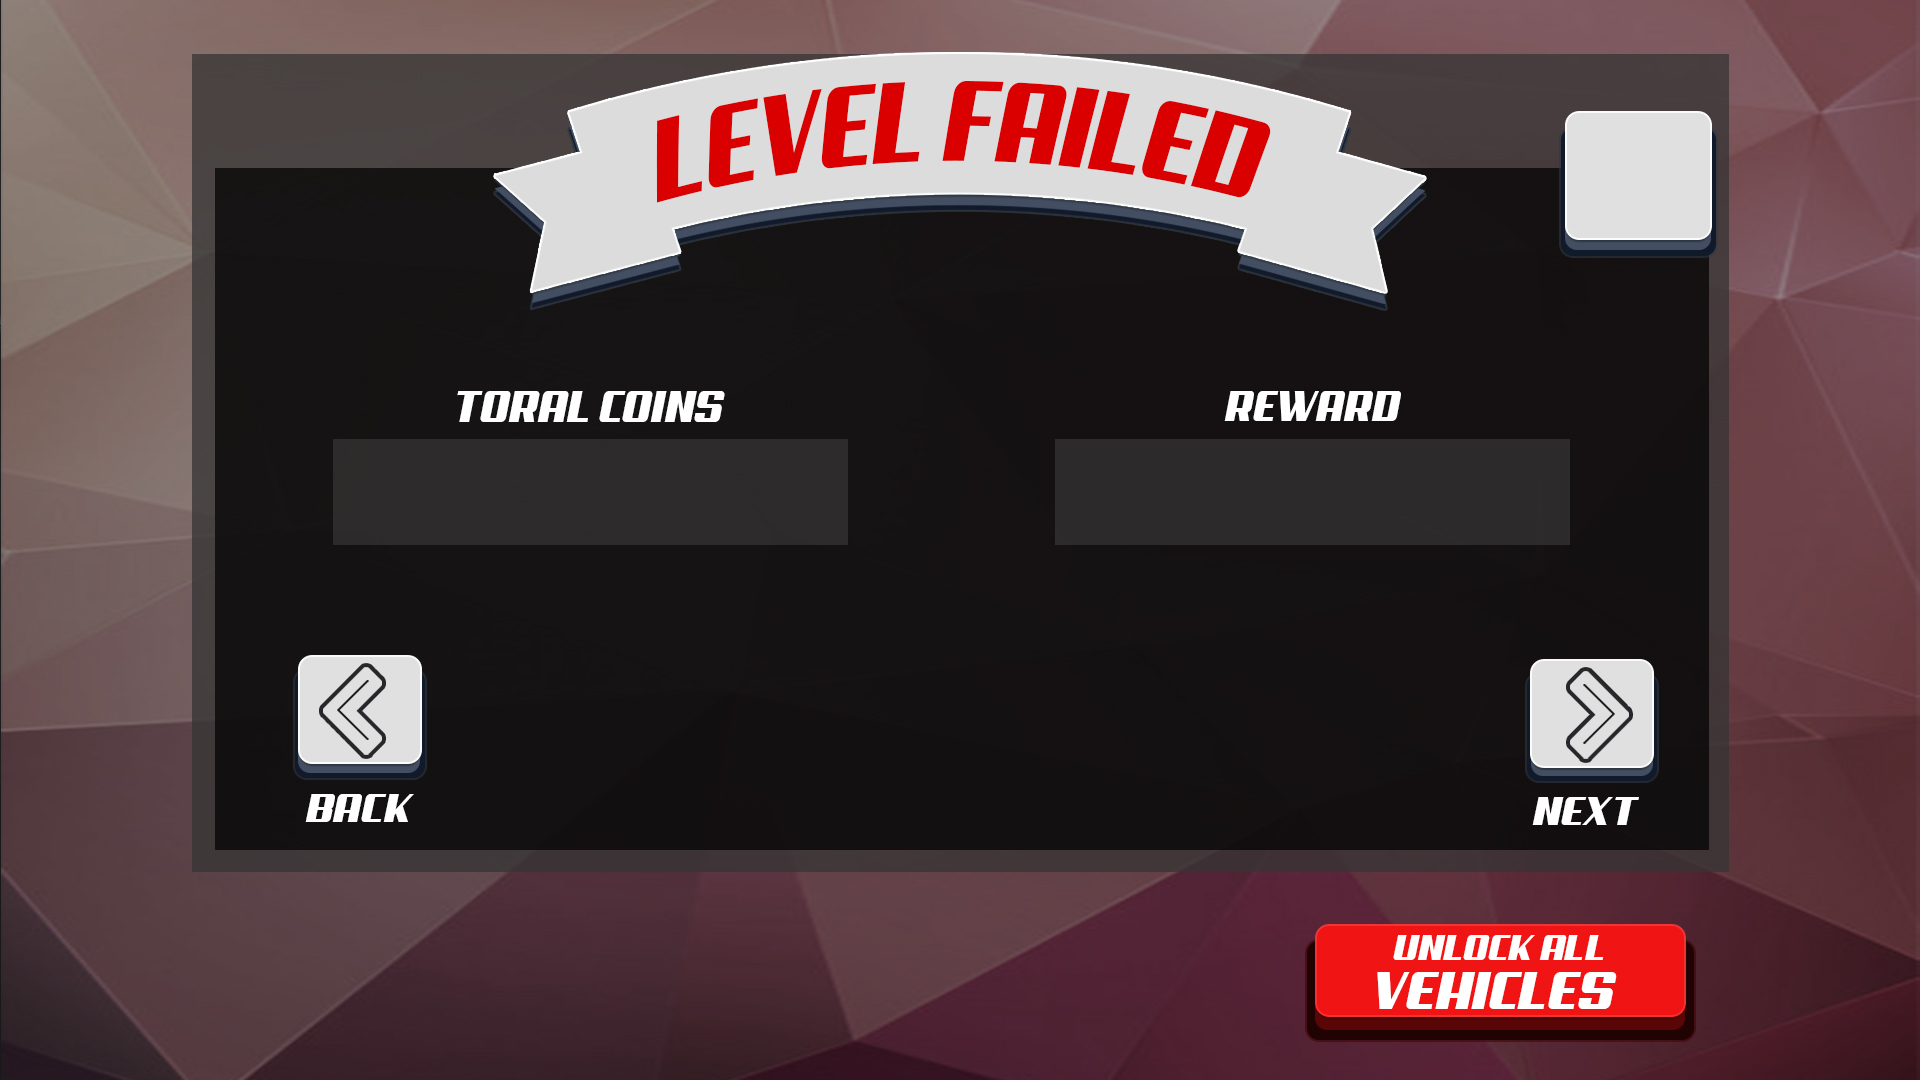 LEVEL FAILED
TORAL COINS
REWARD
BACK
NEXT
UNLOCK ALL
VEHICLES